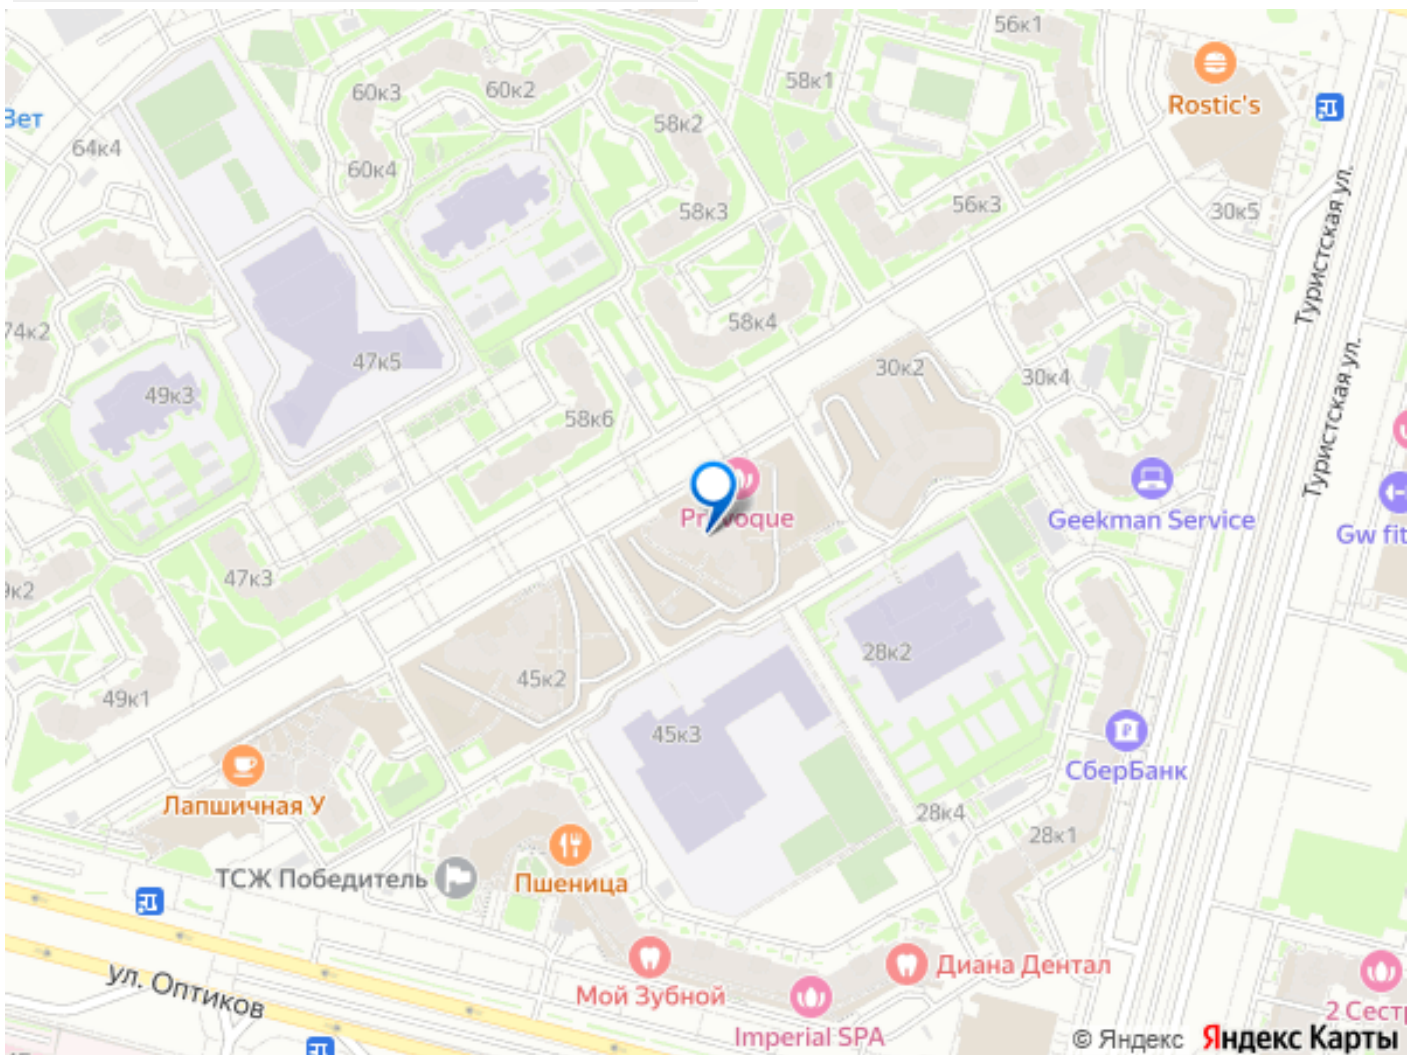 56к1
Rostic's
60к3
60к2
58к1
Вет
64к4
58к2
60к4
58к3
56к3
30к5
Туристская ул.
74к2
58к4
47к5
49к3
30к2
30к4
58к6
Туристская ул.
Geekman Service
Gw fit
47к3
45к2
28к2
49к1
45к3
СберБанк
Лапшичная У
28к4
28к1
ТСЖ Победитель
Пшеница
ул. Оптиков
Мой Зубной
Диана Дентал
Imperial SPA
2 Сест
© Яндекс Яндекс Карты